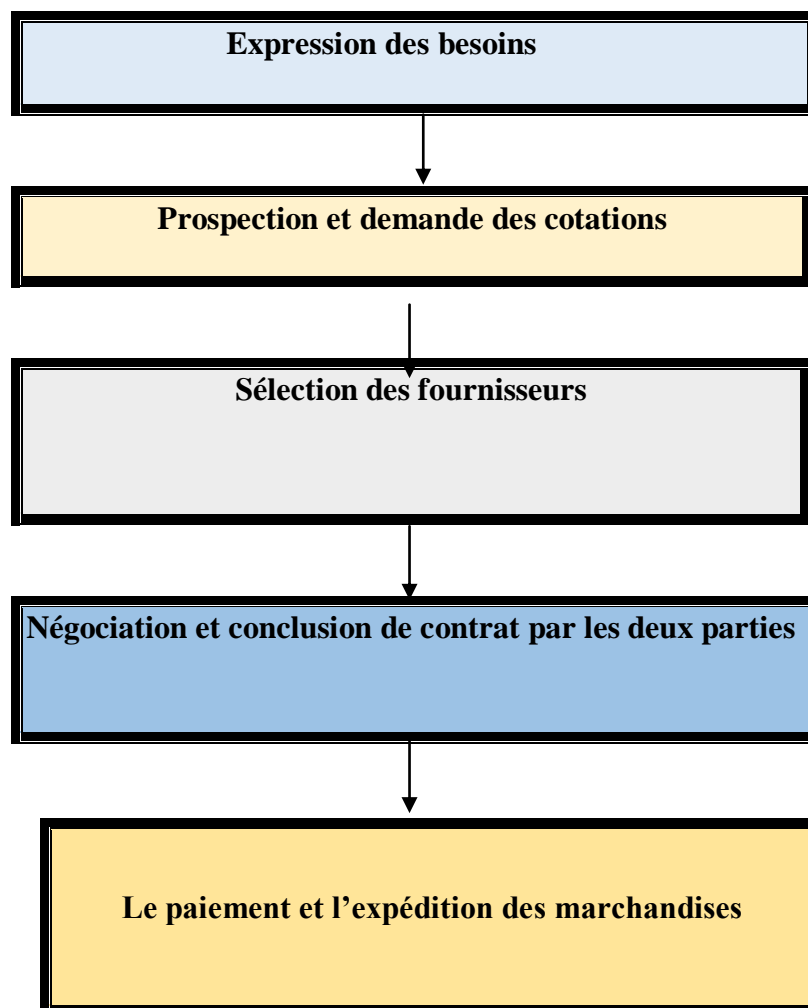 Expression des besoins
Prospection et demande des cotations
Sélection des fournisseurs
Négociation et conclusion de contrat par les deux parties
Le paiement et l’expédition des marchandises